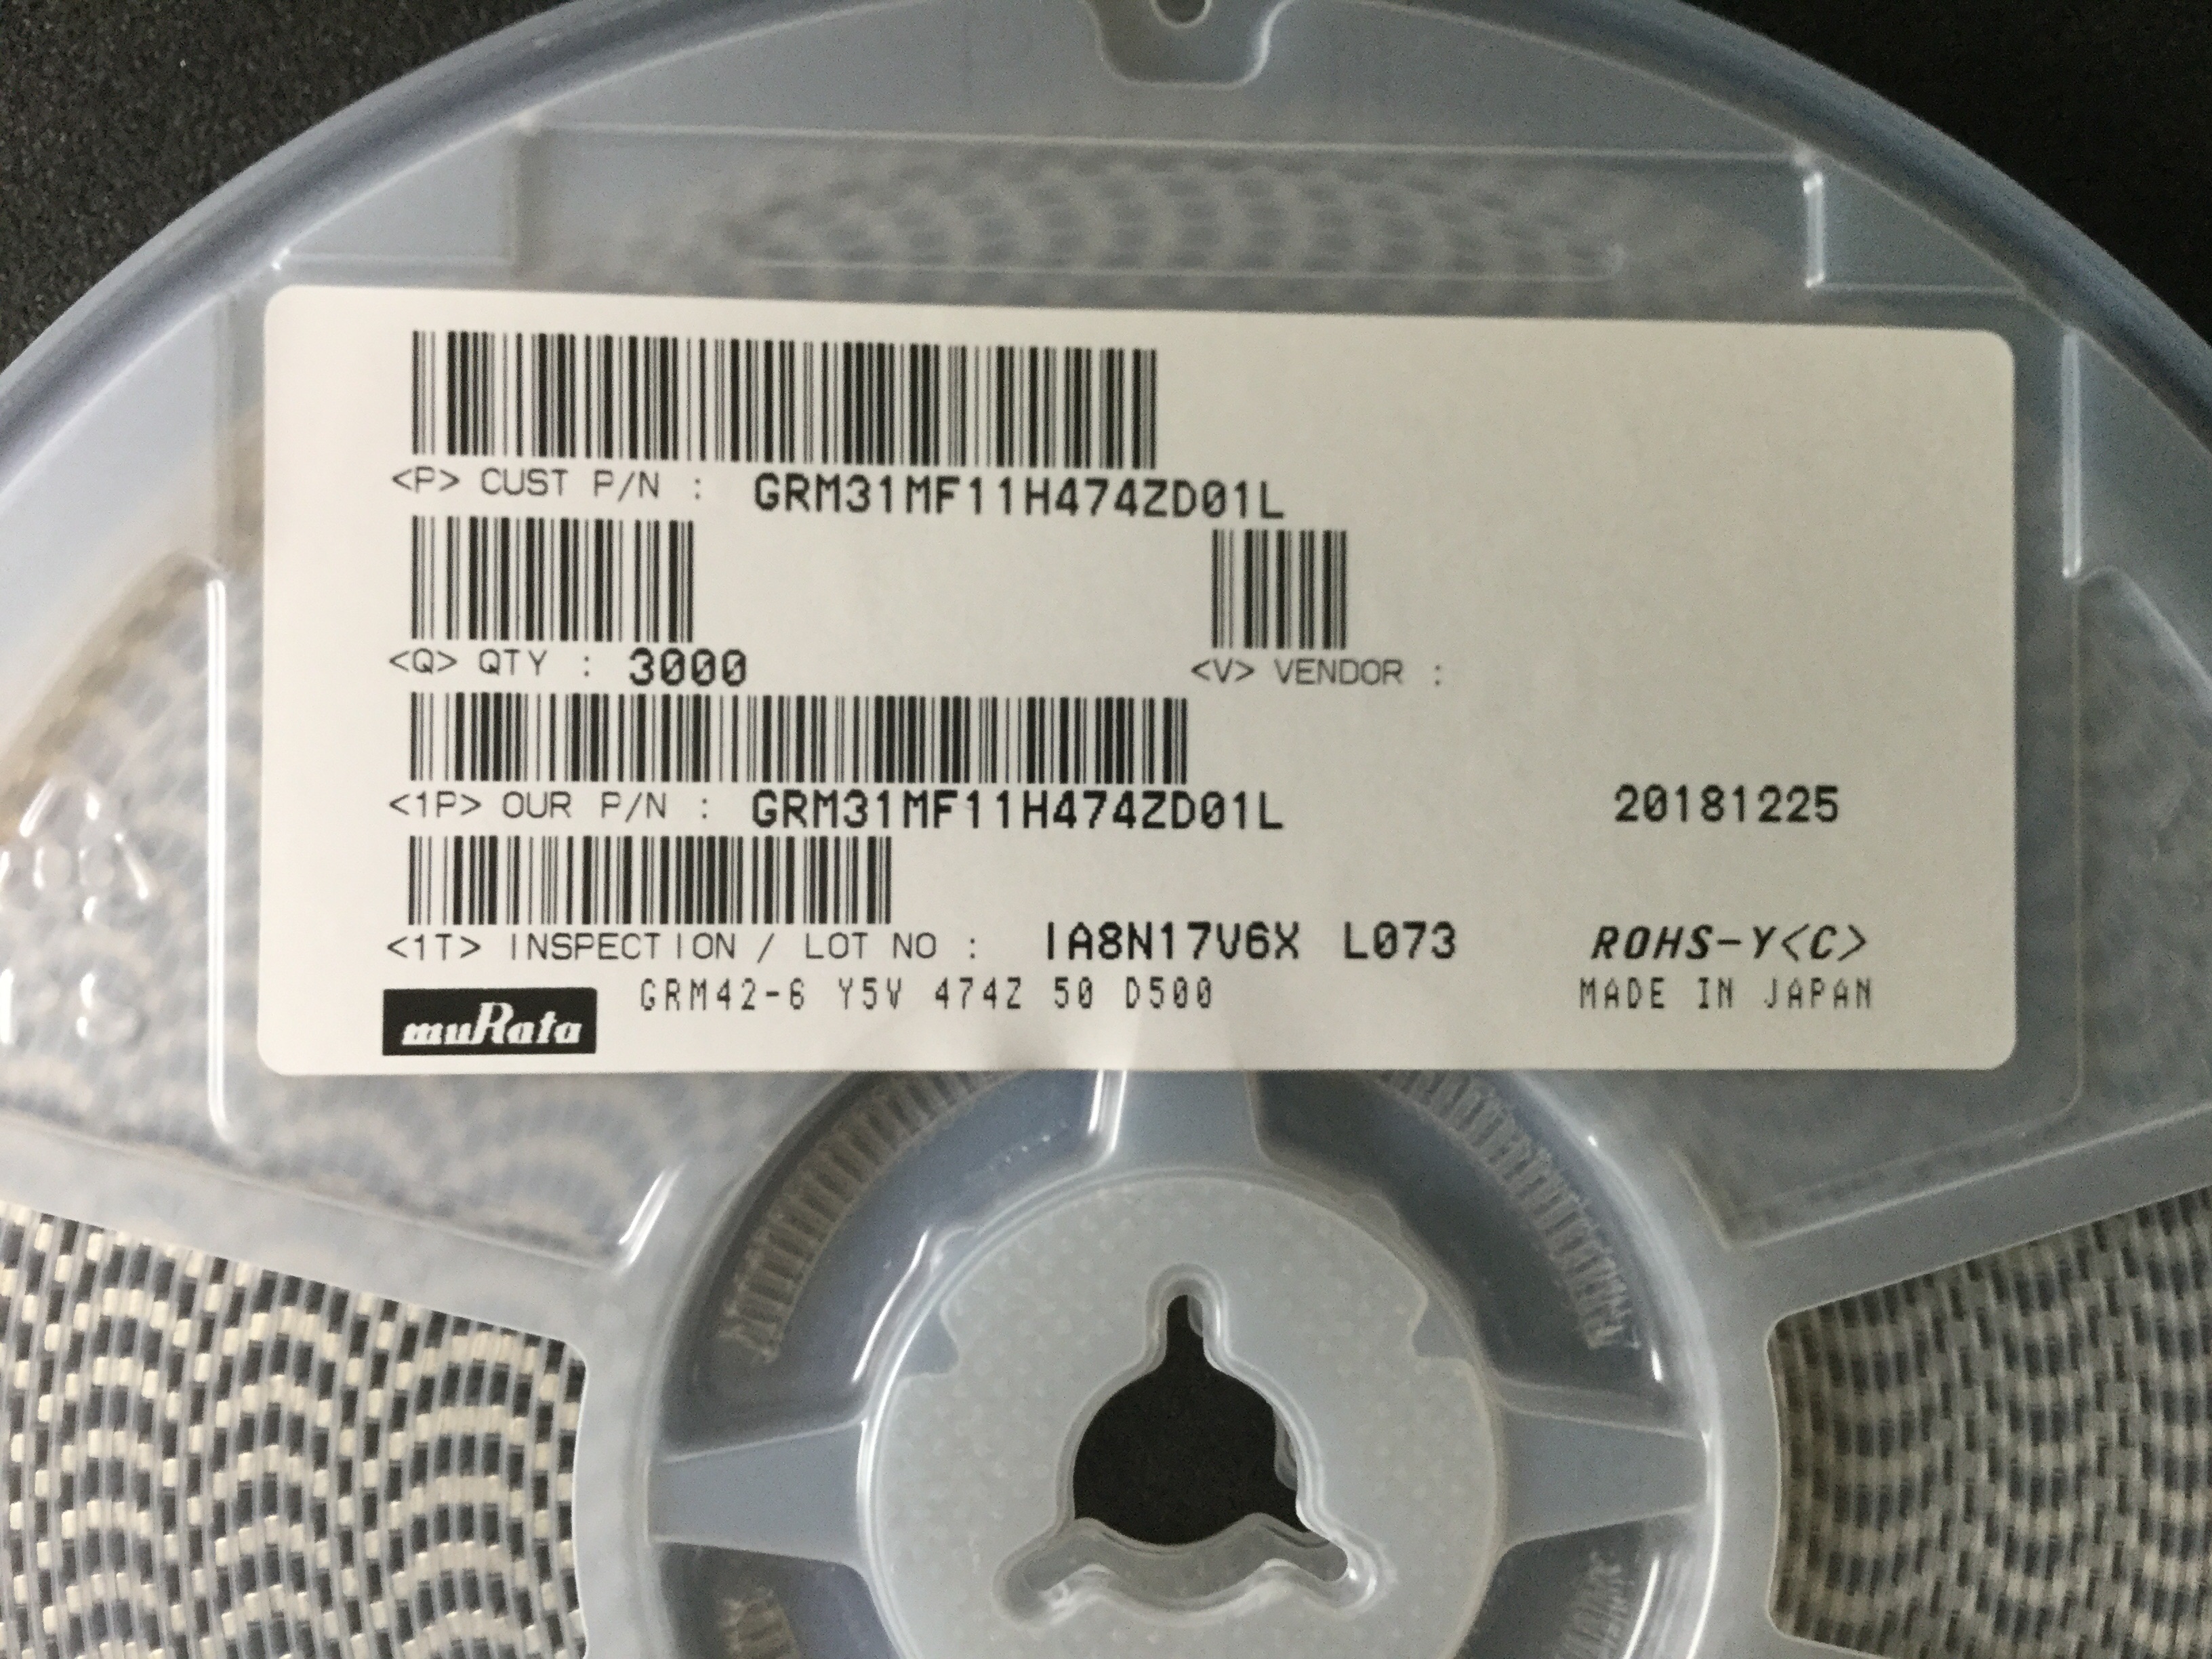 <P> CUST P/N : GRM31MF11H474ZD01L
<Q> QTY : 3000 <V> VENDOR :
<1P> OUR P/N : GRM31MF11H474ZD01L 20181225
<1T> INSPECTION / LOT NO : IA8N17V6X L073 ROHS-Y<C>
muRata GRM42-6 Y5V 474Z 50 D500 MADE IN JAPAN